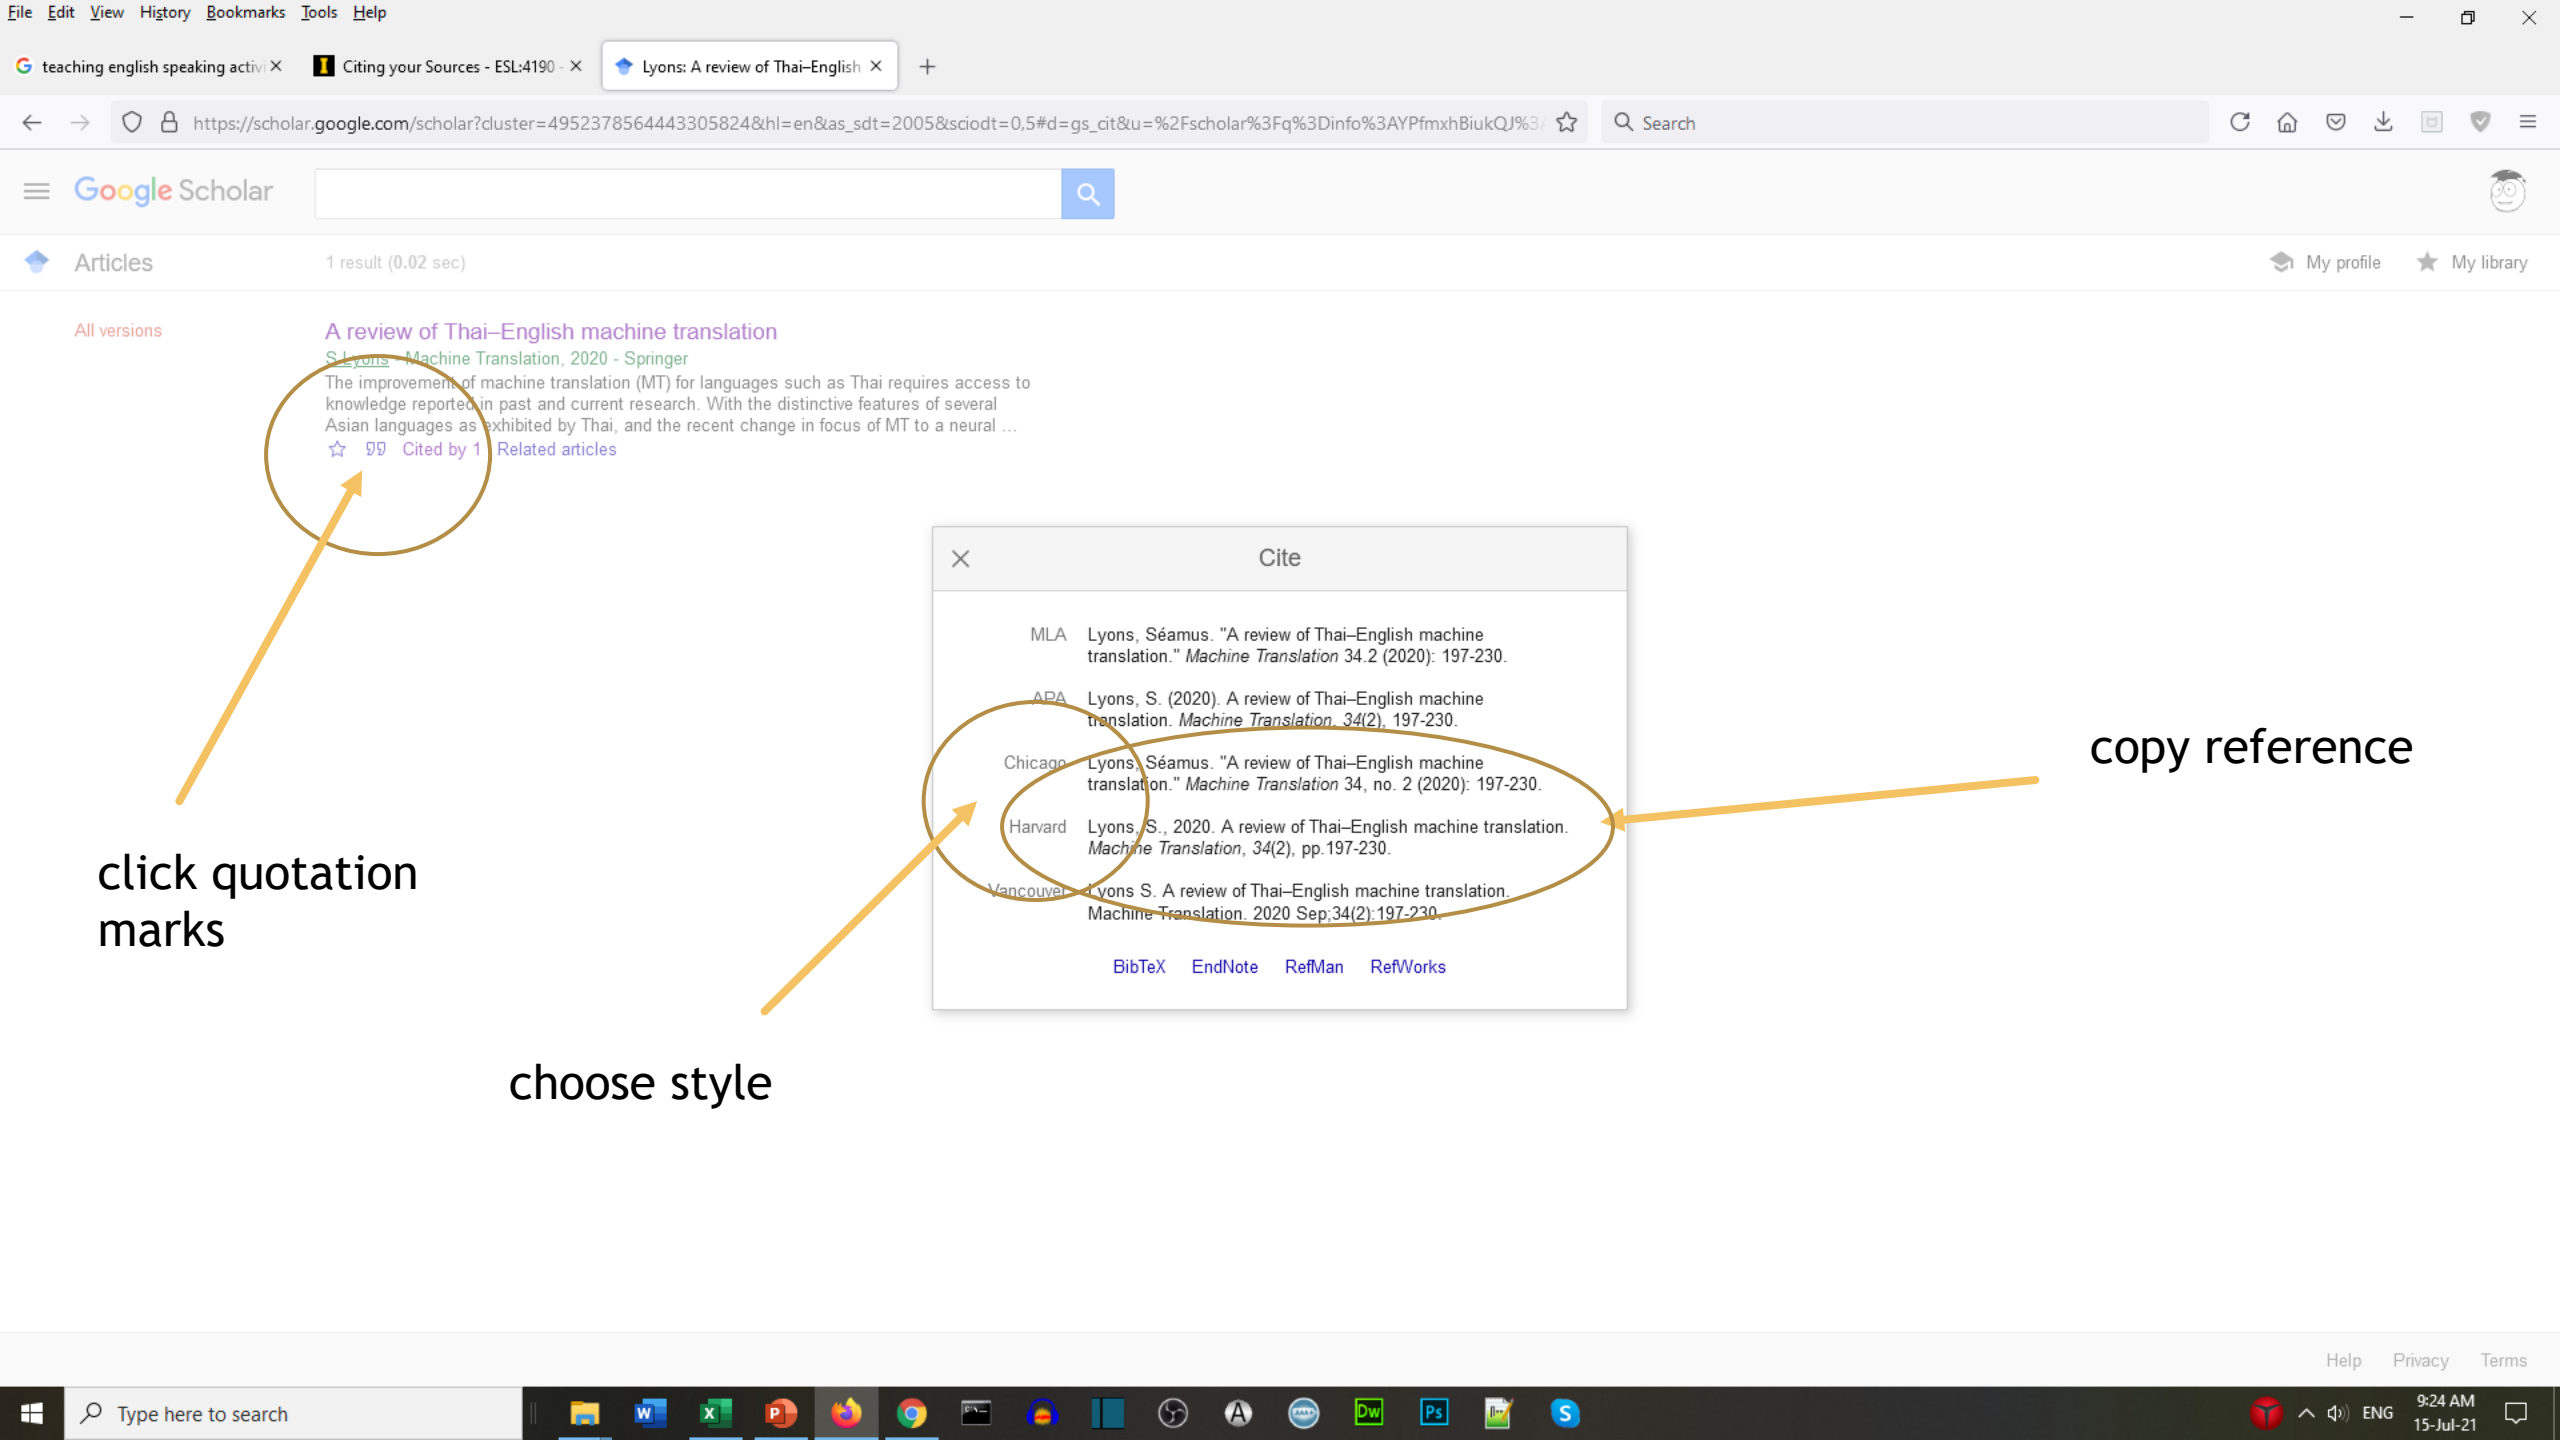 File Edit View History Bookmarks Tools Help
teaching english speaking activi
Citing your Sources - ESL:4190 -
Lyons: A review of Thai–English
https://scholar.google.com/scholar?cluster=4952378564443305824&hl=en&as_sdt=2005&sciodt=0,5#d=gs_cit&u=%2Fscholar%3Fq%3Dinfo%3AYPfmxhBiukQJ%3A
Search
Google Scholar
Articles
1 result (0.02 sec)
My profile
My library
All versions
A review of Thai–English machine translation
S Lyons - Machine Translation, 2020 - Springer
The improvement of machine translation (MT) for languages such as Thai requires access to
knowledge reported in past and current research. With the distinctive features of several
Asian languages as exhibited by Thai, and the recent change in focus of MT to a neural …
Cited by 1 Related articles
Cite
MLA Lyons, Séamus. "A review of Thai–English machine
translation." Machine Translation 34.2 (2020): 197-230.
APA Lyons, S. (2020). A review of Thai–English machine
translation. Machine Translation, 34(2), 197-230.
Chicago Lyons, Séamus. "A review of Thai–English machine
translation." Machine Translation 34, no. 2 (2020): 197-230.
Harvard Lyons, S., 2020. A review of Thai–English machine translation.
Machine Translation, 34(2), pp.197-230.
Vancouver Lyons S. A review of Thai–English machine translation.
Machine Translation. 2020 Sep;34(2):197-230.
BibTeX EndNote RefMan RefWorks
copy reference
click quotation
marks
choose style
Help Privacy Terms
Type here to search
ENG
9:24 AM
15-Jul-21